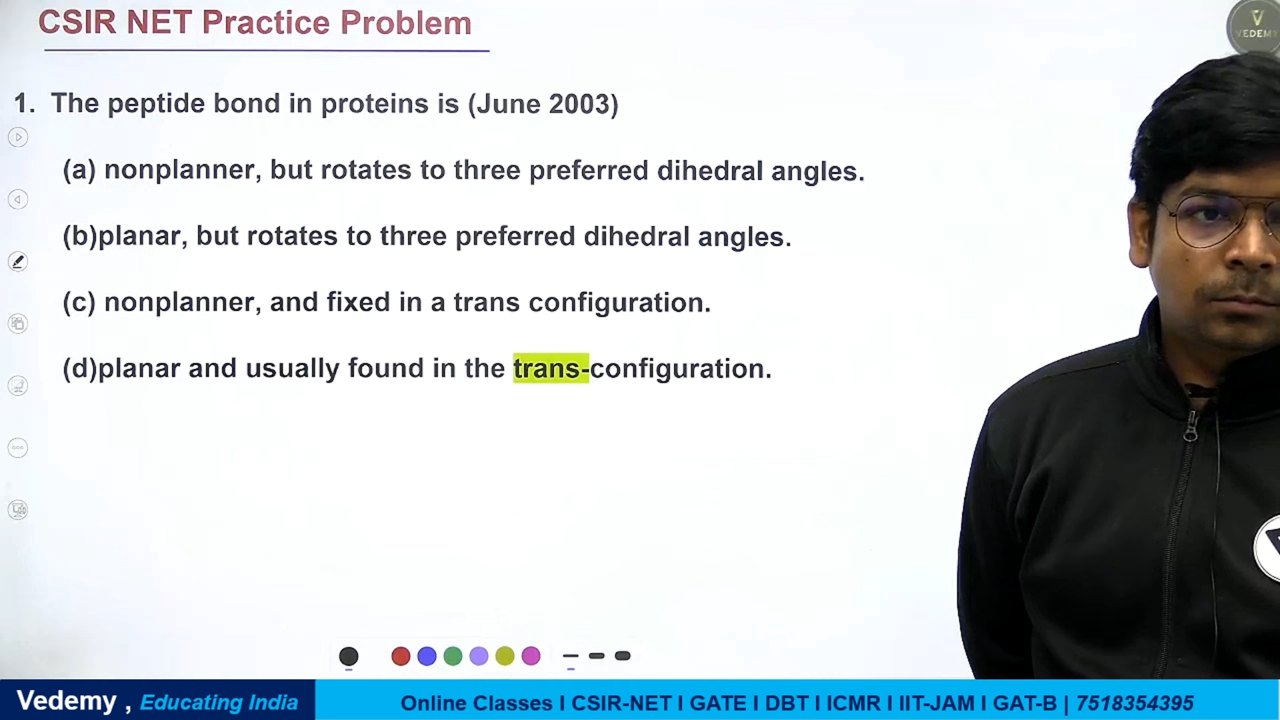 CSIR NET Practice Problem
VEDEMY
1. The peptide bond in proteins is (June 2003)
(a) nonplanner, but rotates to three preferred dihedral angles.
(b)planar, but rotates to three preferred dihedral angles.
(c) nonplanner, and fixed in a trans configuration.
(d)planar and usually found in the trans-configuration.
Vedemy , Educating India
Online Classes I CSIR-NET I GATE I DBT I ICMR I IIT-JAM I GAT-B | 7518354395